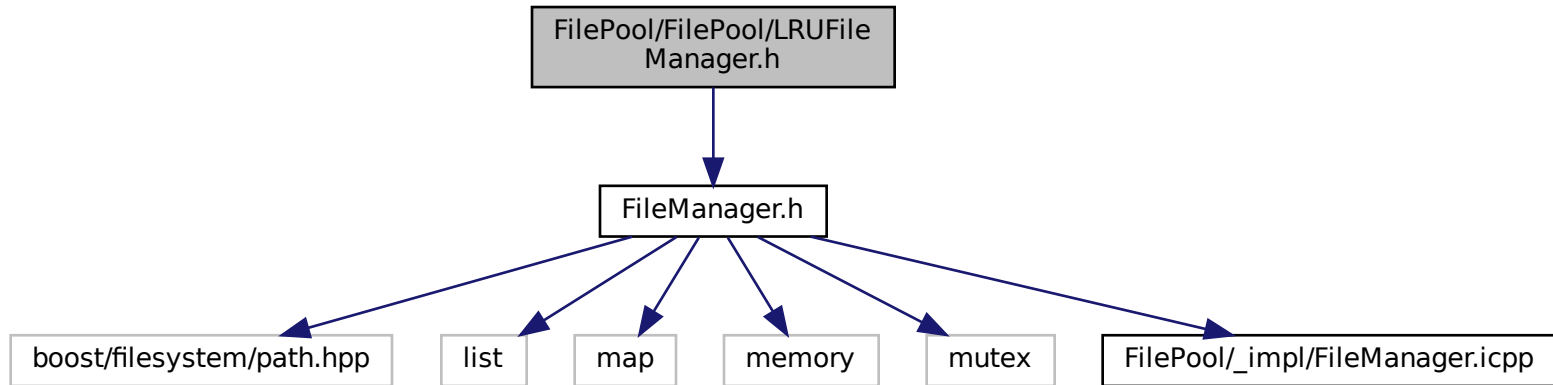 FilePool/FilePool/LRUFile
Manager.h
FileManager.h
boost/filesystem/path.hpp
list
map
memory
mutex
FilePool/_impl/FileManager.icpp